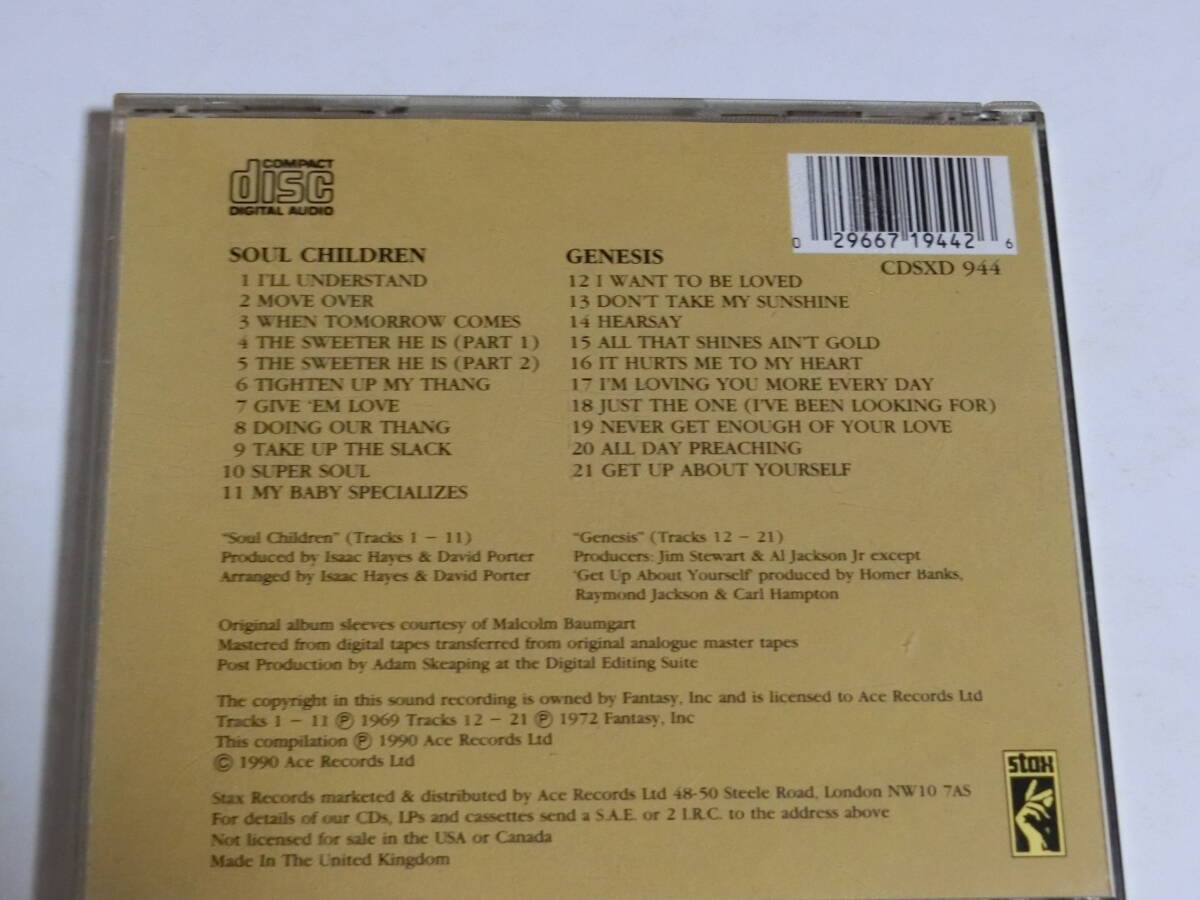 COMPACT
disc
DIGITAL AUDIO
0 29667 19442 6
CDSXD 944
SOUL CHILDREN
1 I'LL UNDERSTAND
2 MOVE OVER
3 WHEN TOMORROW COMES
4 THE SWEETER HE IS (PART 1)
5 THE SWEETER HE IS (PART 2)
6 TIGHTEN UP MY THANG
7 GIVE 'EM LOVE
8 DOING OUR THANG
9 TAKE UP THE SLACK
10 SUPER SOUL
11 MY BABY SPECIALIZES
GENESIS
12 I WANT TO BE LOVED
13 DON'T TAKE MY SUNSHINE
14 HEARSAY
15 ALL THAT SHINES AIN'T GOLD
16 IT HURTS ME TO MY HEART
17 I'M LOVING YOU MORE EVERY DAY
18 JUST THE ONE (I'VE BEEN LOOKING FOR)
19 NEVER GET ENOUGH OF YOUR LOVE
20 ALL DAY PREACHING
21 GET UP ABOUT YOURSELF
"Soul Children" (Tracks 1 – 11)
Produced by Isaac Hayes & David Porter
Arranged by Isaac Hayes & David Porter
"Genesis" (Tracks 12 – 21)
Producers: Jim Stewart & Al Jackson Jr except
'Get Up About Yourself' produced by Homer Banks,
Raymond Jackson & Carl Hampton
Original album sleeves courtesy of Malcolm Baumgart
Mastered from digital tapes transferred from original analogue master tapes
Post Production by Adam Skeaping at the Digital Editing Suite
The copyright in this sound recording is owned by Fantasy, Inc and is licensed to Ace Records Ltd
Tracks 1 – 11 ℗ 1969 Tracks 12 – 21 ℗ 1972 Fantasy, Inc
This compilation ℗ 1990 Ace Records Ltd
© 1990 Ace Records Ltd
Stax Records marketed & distributed by Ace Records Ltd 48-50 Steele Road, London NW10 7AS
For details of our CDs, LPs and cassettes send a S.A.E. or 2 I.R.C. to the address above
Not licensed for sale in the USA or Canada
Made In The United Kingdom
stax